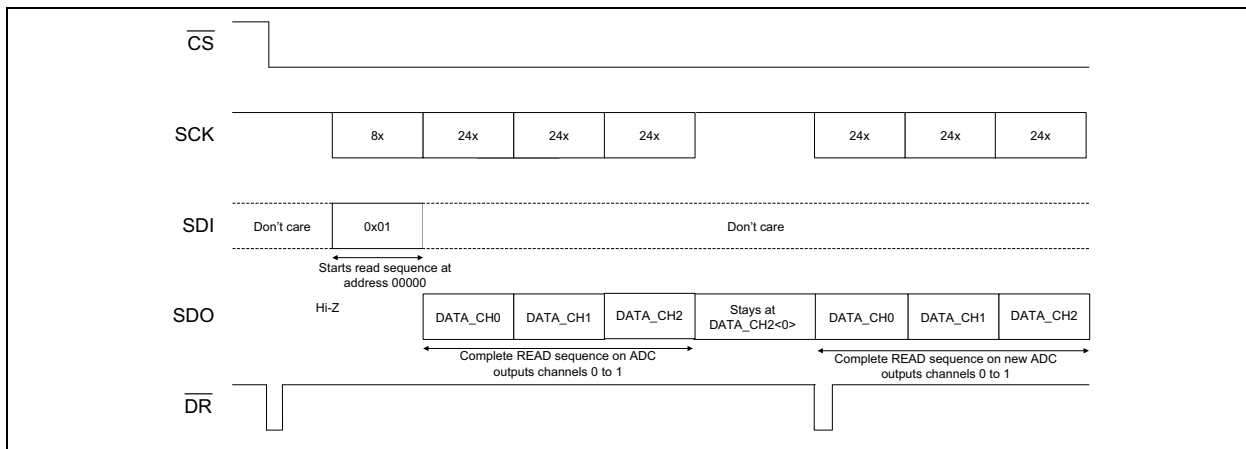 CS
SCK
8x 24x 24x 24x 24x 24x 24x
SDI
Don't care 0x01 Don't care
Starts read sequence at
address 00000
SDO
Hi-Z
DATA_CH0 DATA_CH1 DATA_CH2
Stays at
DATA_CH2<0>
DATA_CH0 DATA_CH1 DATA_CH2
Complete READ sequence on ADC
outputs channels 0 to 1
Complete READ sequence on new ADC
outputs channels 0 to 1
DR